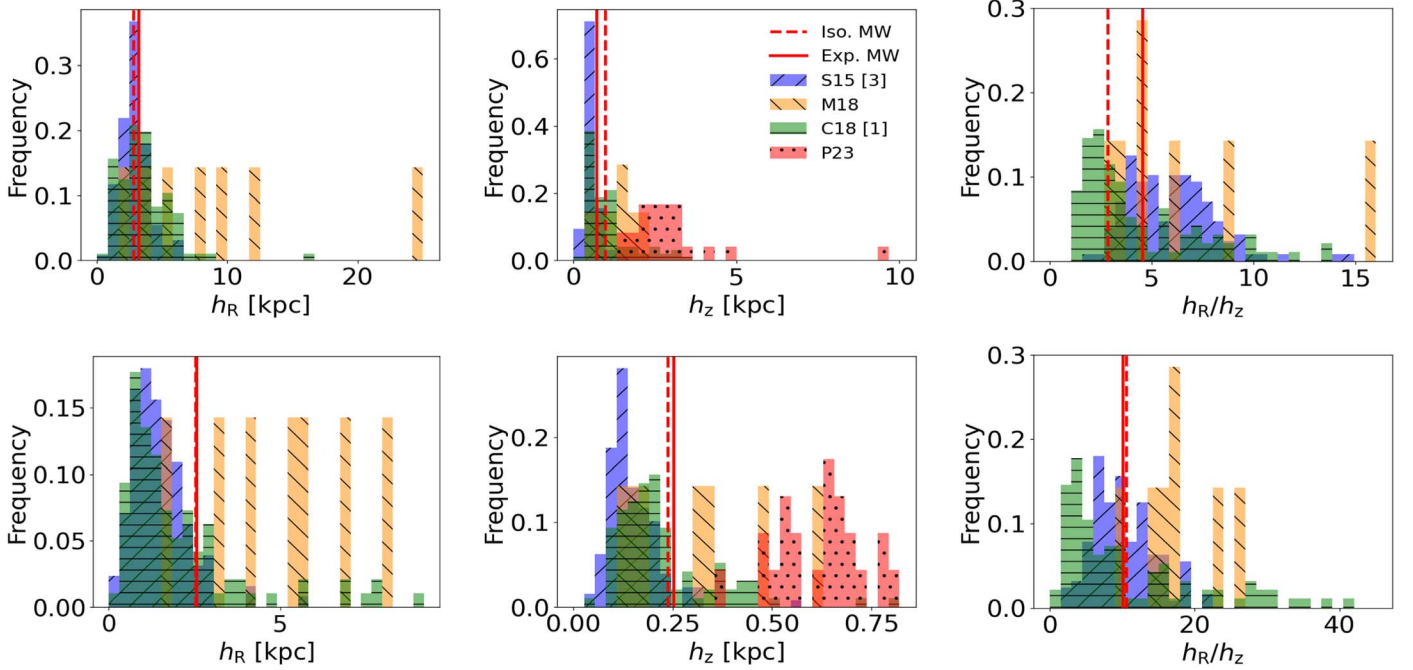 Frequency
0.3
0.2
0.1
0.0
0
10
20
h_R [kpc]
Frequency
0.6
0.4
0.2
0.0
0
5
10
h_z [kpc]
Iso. MW
Exp. MW
S15 [3]
M18
C18 [1]
P23
Frequency
0.3
0.2
0.1
0.0
0
5
10
15
h_R/h_z
Frequency
0.15
0.10
0.05
0.00
0
5
h_R [kpc]
Frequency
0.2
0.1
0.0
0.00
0.25
0.50
0.75
h_z [kpc]
Frequency
0.3
0.2
0.1
0.0
0
20
40
h_R/h_z